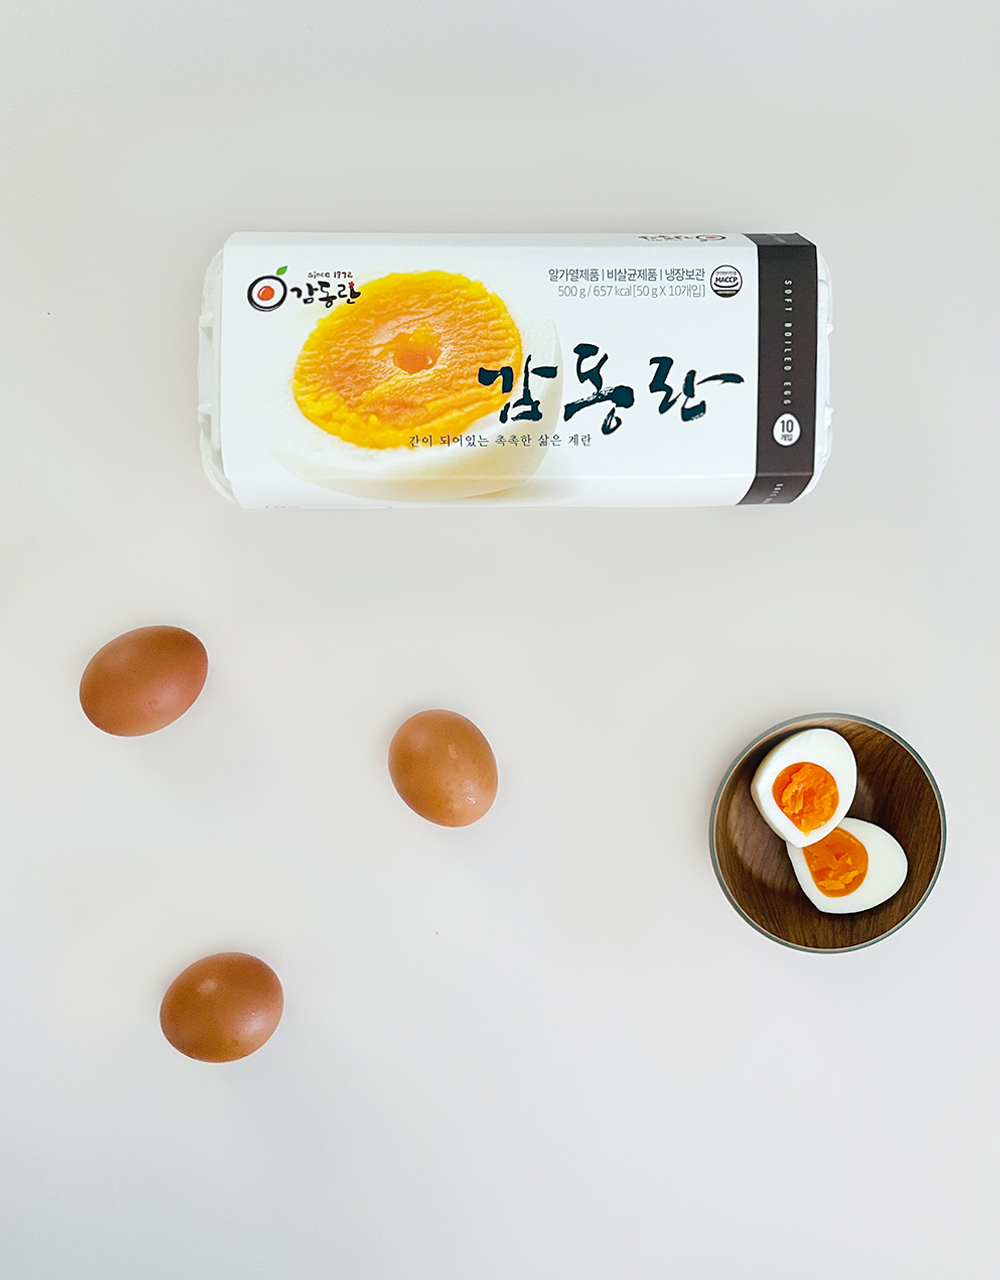 since 1972
감동란
알가열제품 | 비살균제품 | 냉장보관
500 g / 657 kcal[50 g X 10개입]
HACCP
감동란
간이 되어있는 촉촉한 삶은 계란
SOFT BOILED EGG
10
개입